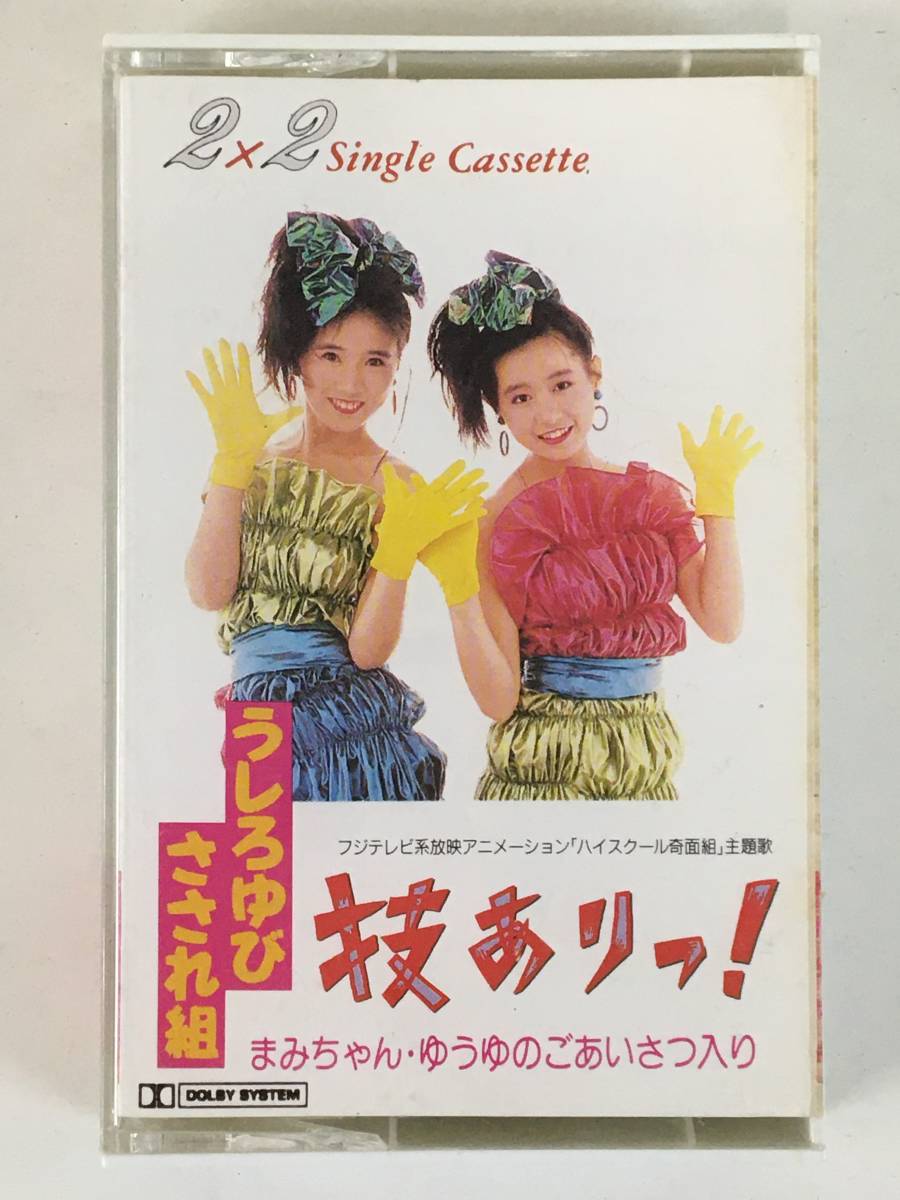 2×2 Single Cassette.
うしろゆび
さされ組
フジテレビ系放映アニメーション「ハイスクール奇面組」主題歌
技ありっ!
まみちゃん・ゆうゆのごあいさつ入り
DOLBY SYSTEM